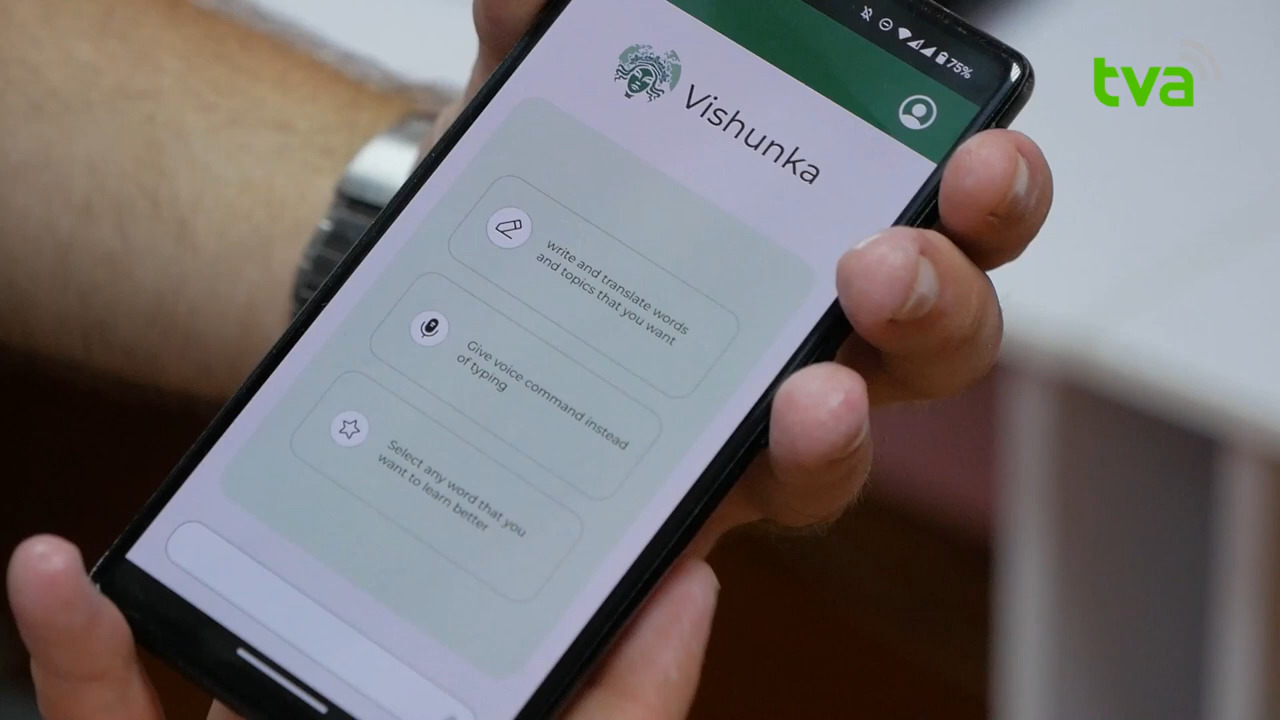 75%
tva
Vishunka
write and translate words
and topics that you want
Give voice command instead
of typing
Select any word that you
want to learn better